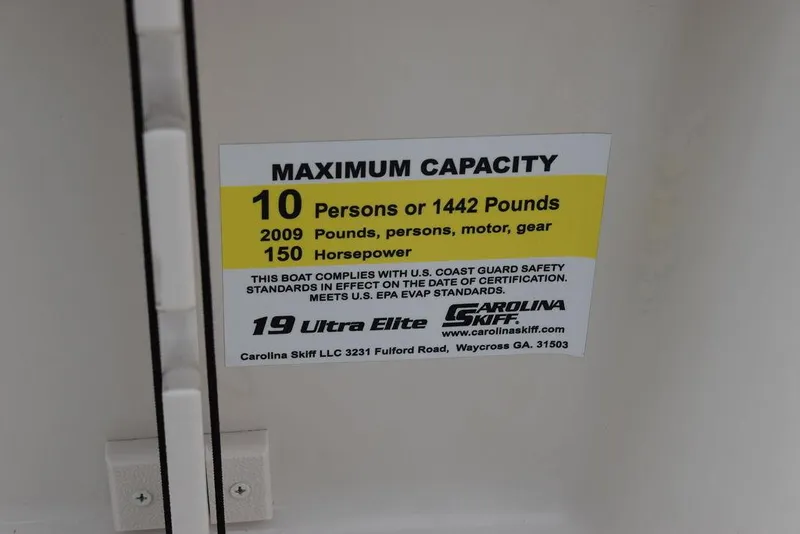 MAXIMUM CAPACITY
10 Persons or 1442 Pounds
2009 Pounds, persons, motor, gear
150 Horsepower
THIS BOAT COMPLIES WITH U.S. COAST GUARD SAFETY
STANDARDS IN EFFECT ON THE DATE OF CERTIFICATION.
MEETS U.S. EPA EVAP STANDARDS.
19 Ultra Elite CAROLINA SKIFF.
www.carolinaskiff.com
Carolina Skiff LLC 3231 Fulford Road, Waycross GA. 31503